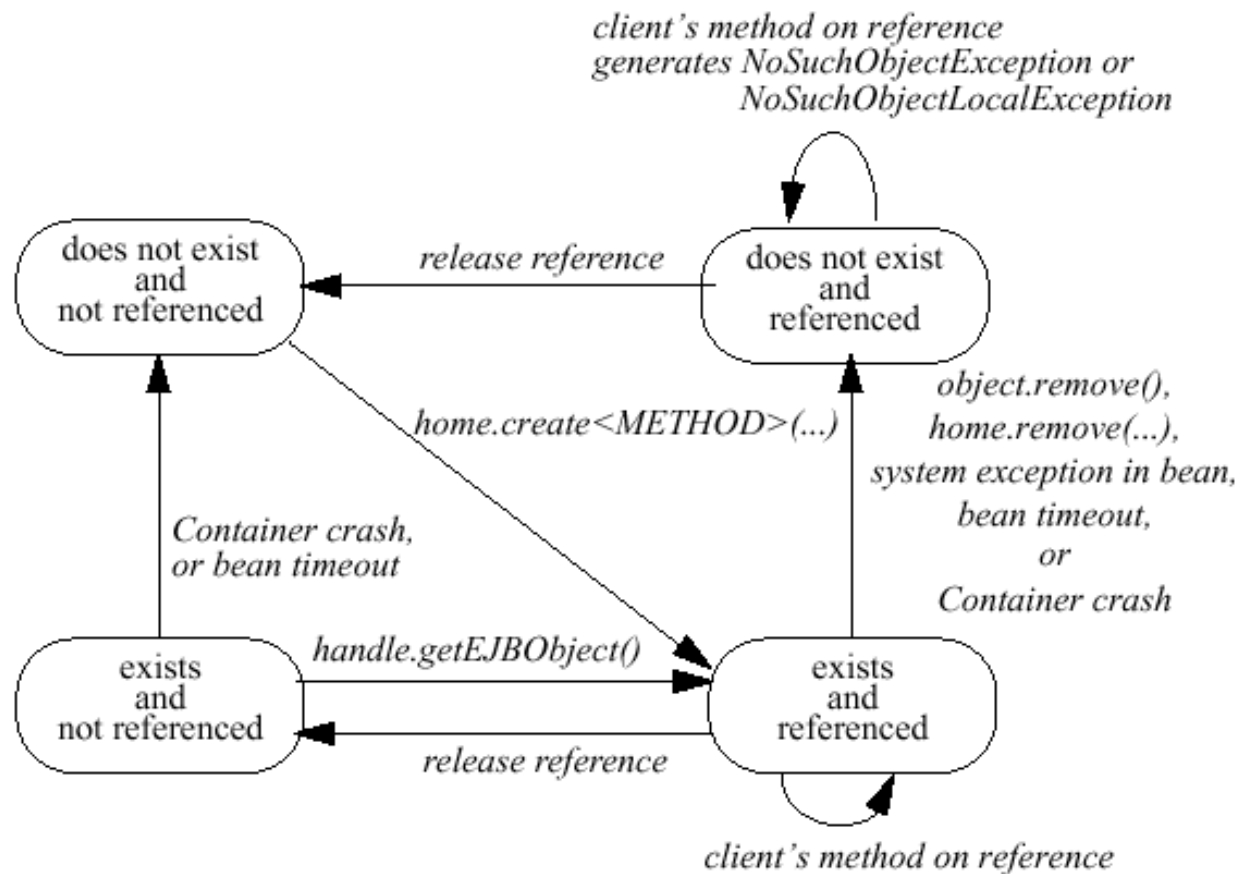 client’s method on reference
generates NoSuchObjectException or
NoSuchObjectLocalException
does not exist
and
not referenced
release reference
does not exist
and
referenced
home.create<METHOD>(...)
object.remove(),
home.remove(...),
system exception in bean,
bean timeout,
or
Container crash
Container crash,
or bean timeout
exists
and
not referenced
handle.getEJBObject()
release reference
exists
and
referenced
client’s method on reference